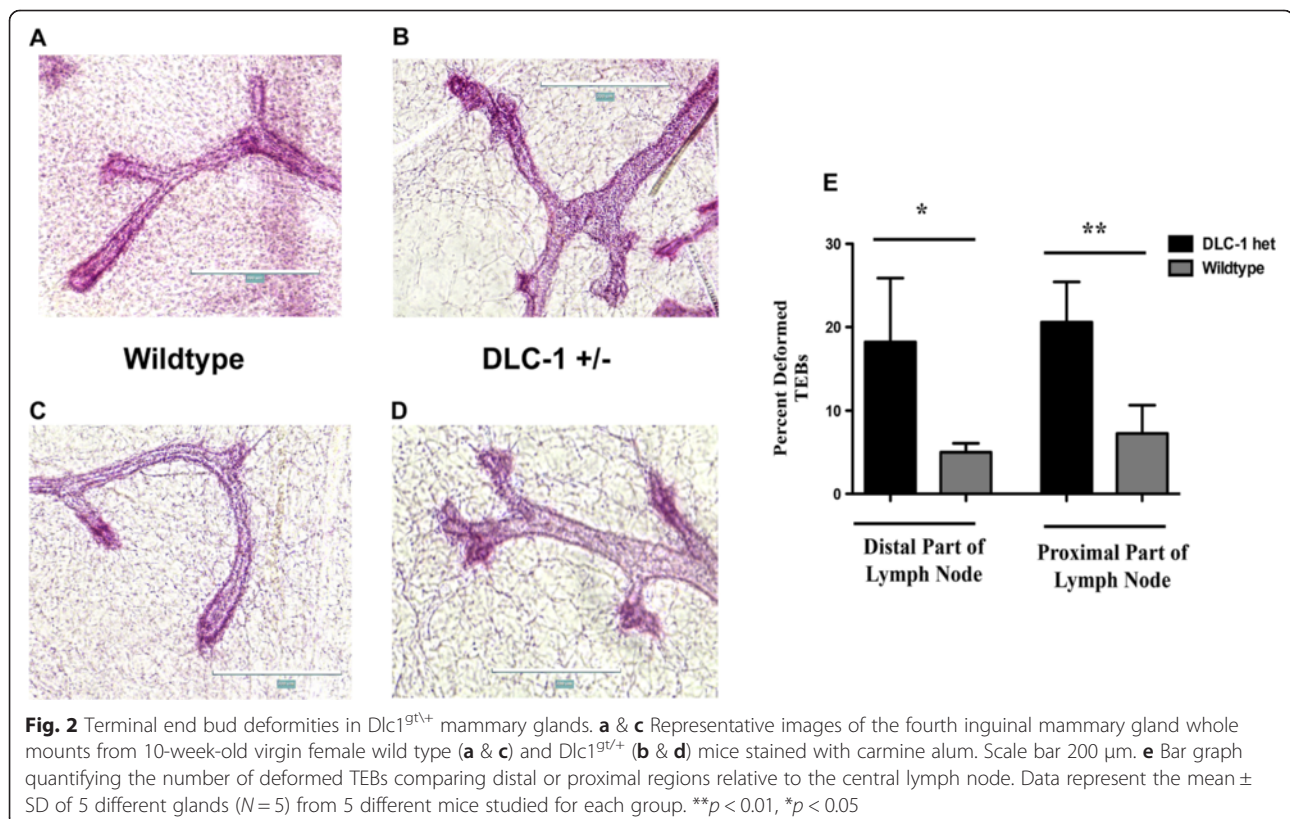 A
B
Wildtype
DLC-1 +/-
C
D
E
*
**
DLC-1 het
Wildtype
30
20
10
0
Percent Deformed
TEBs
Distal Part of
Lymph Node
Proximal Part of
Lymph Node
Fig. 2 Terminal end bud deformities in Dlc1gt\+ mammary glands. a & c Representative images of the fourth inguinal mammary gland whole
mounts from 10-week-old virgin female wild type (a & c) and Dlc1gt/+ (b & d) mice stained with carmine alum. Scale bar 200 μm. e Bar graph
quantifying the number of deformed TEBs comparing distal or proximal regions relative to the central lymph node. Data represent the mean ±
SD of 5 different glands (N = 5) from 5 different mice studied for each group. **p < 0.01, *p < 0.05